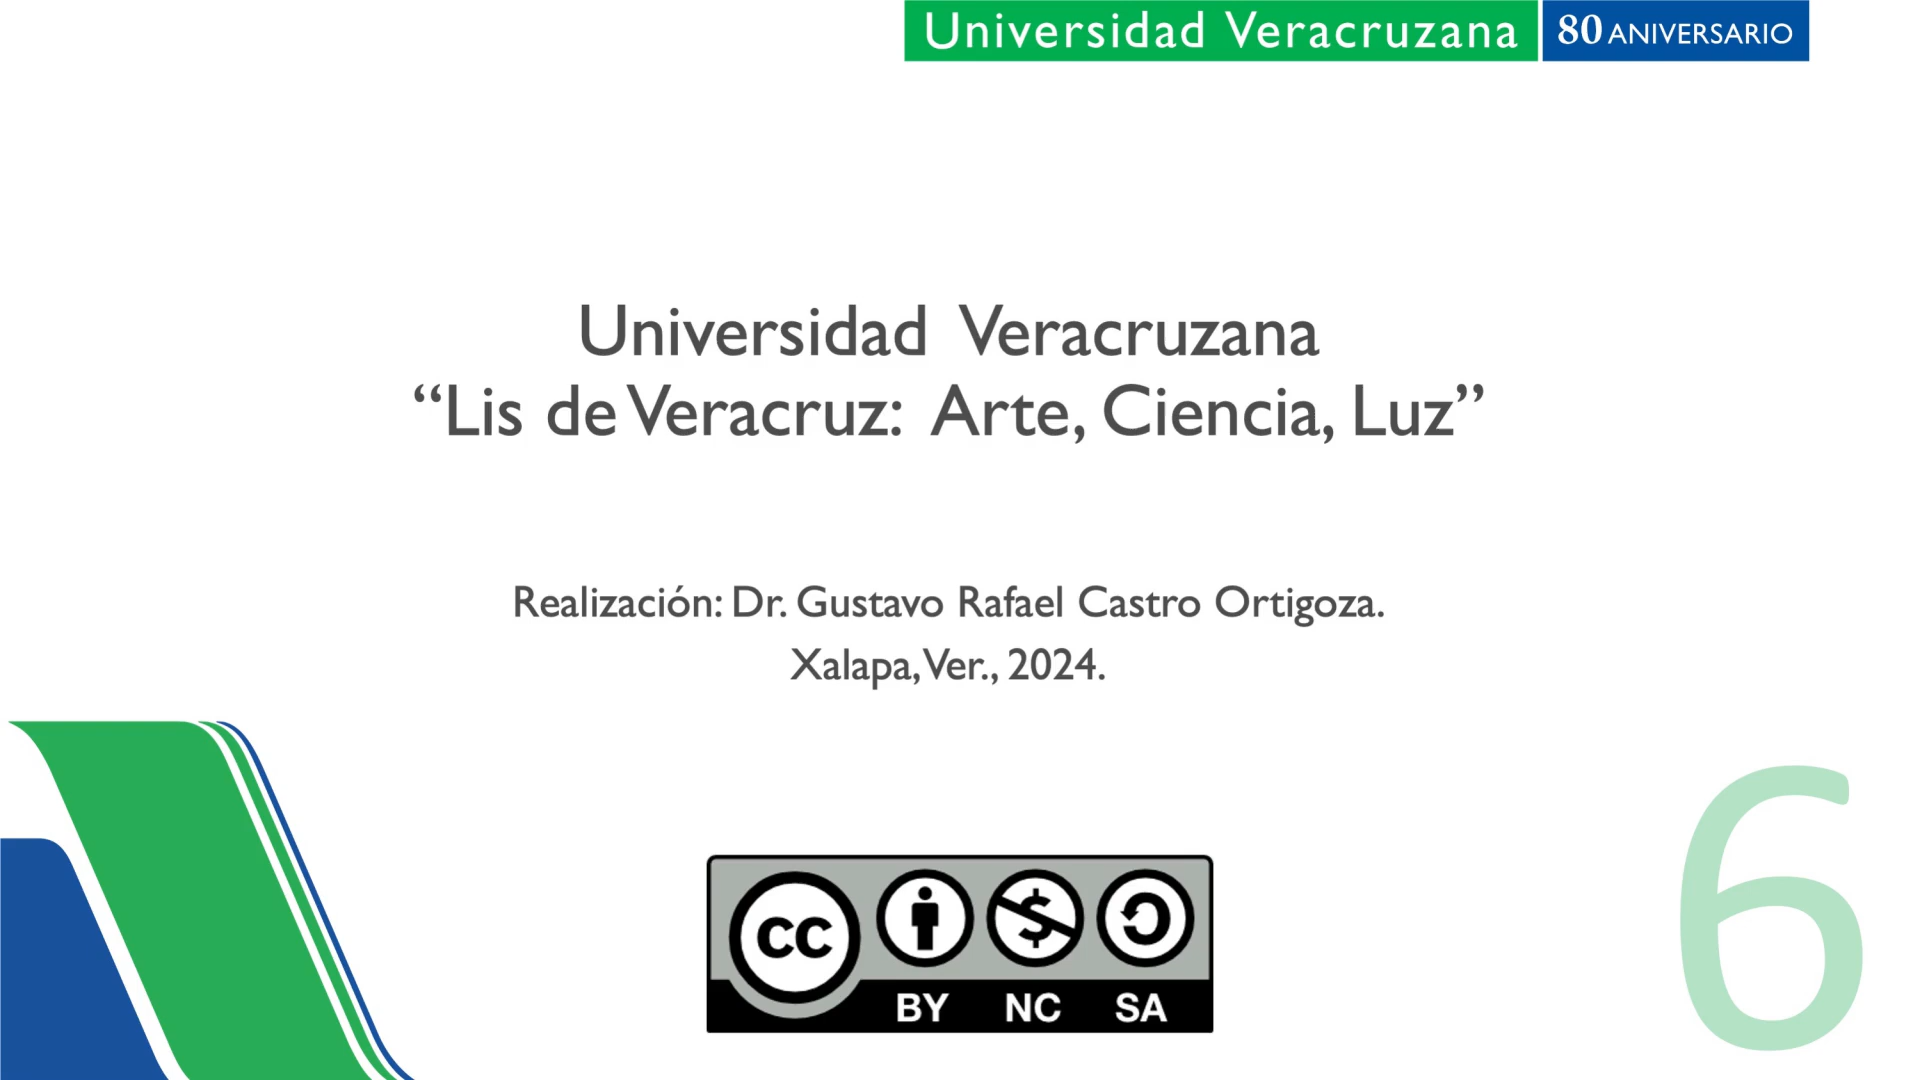 Universidad Veracruzana 80 ANIVERSARIO
Universidad Veracruzana
“Lis de Veracruz: Arte, Ciencia, Luz”
Realización: Dr. Gustavo Rafael Castro Ortigoza.
Xalapa, Ver., 2024.
cc
BY NC SA
6